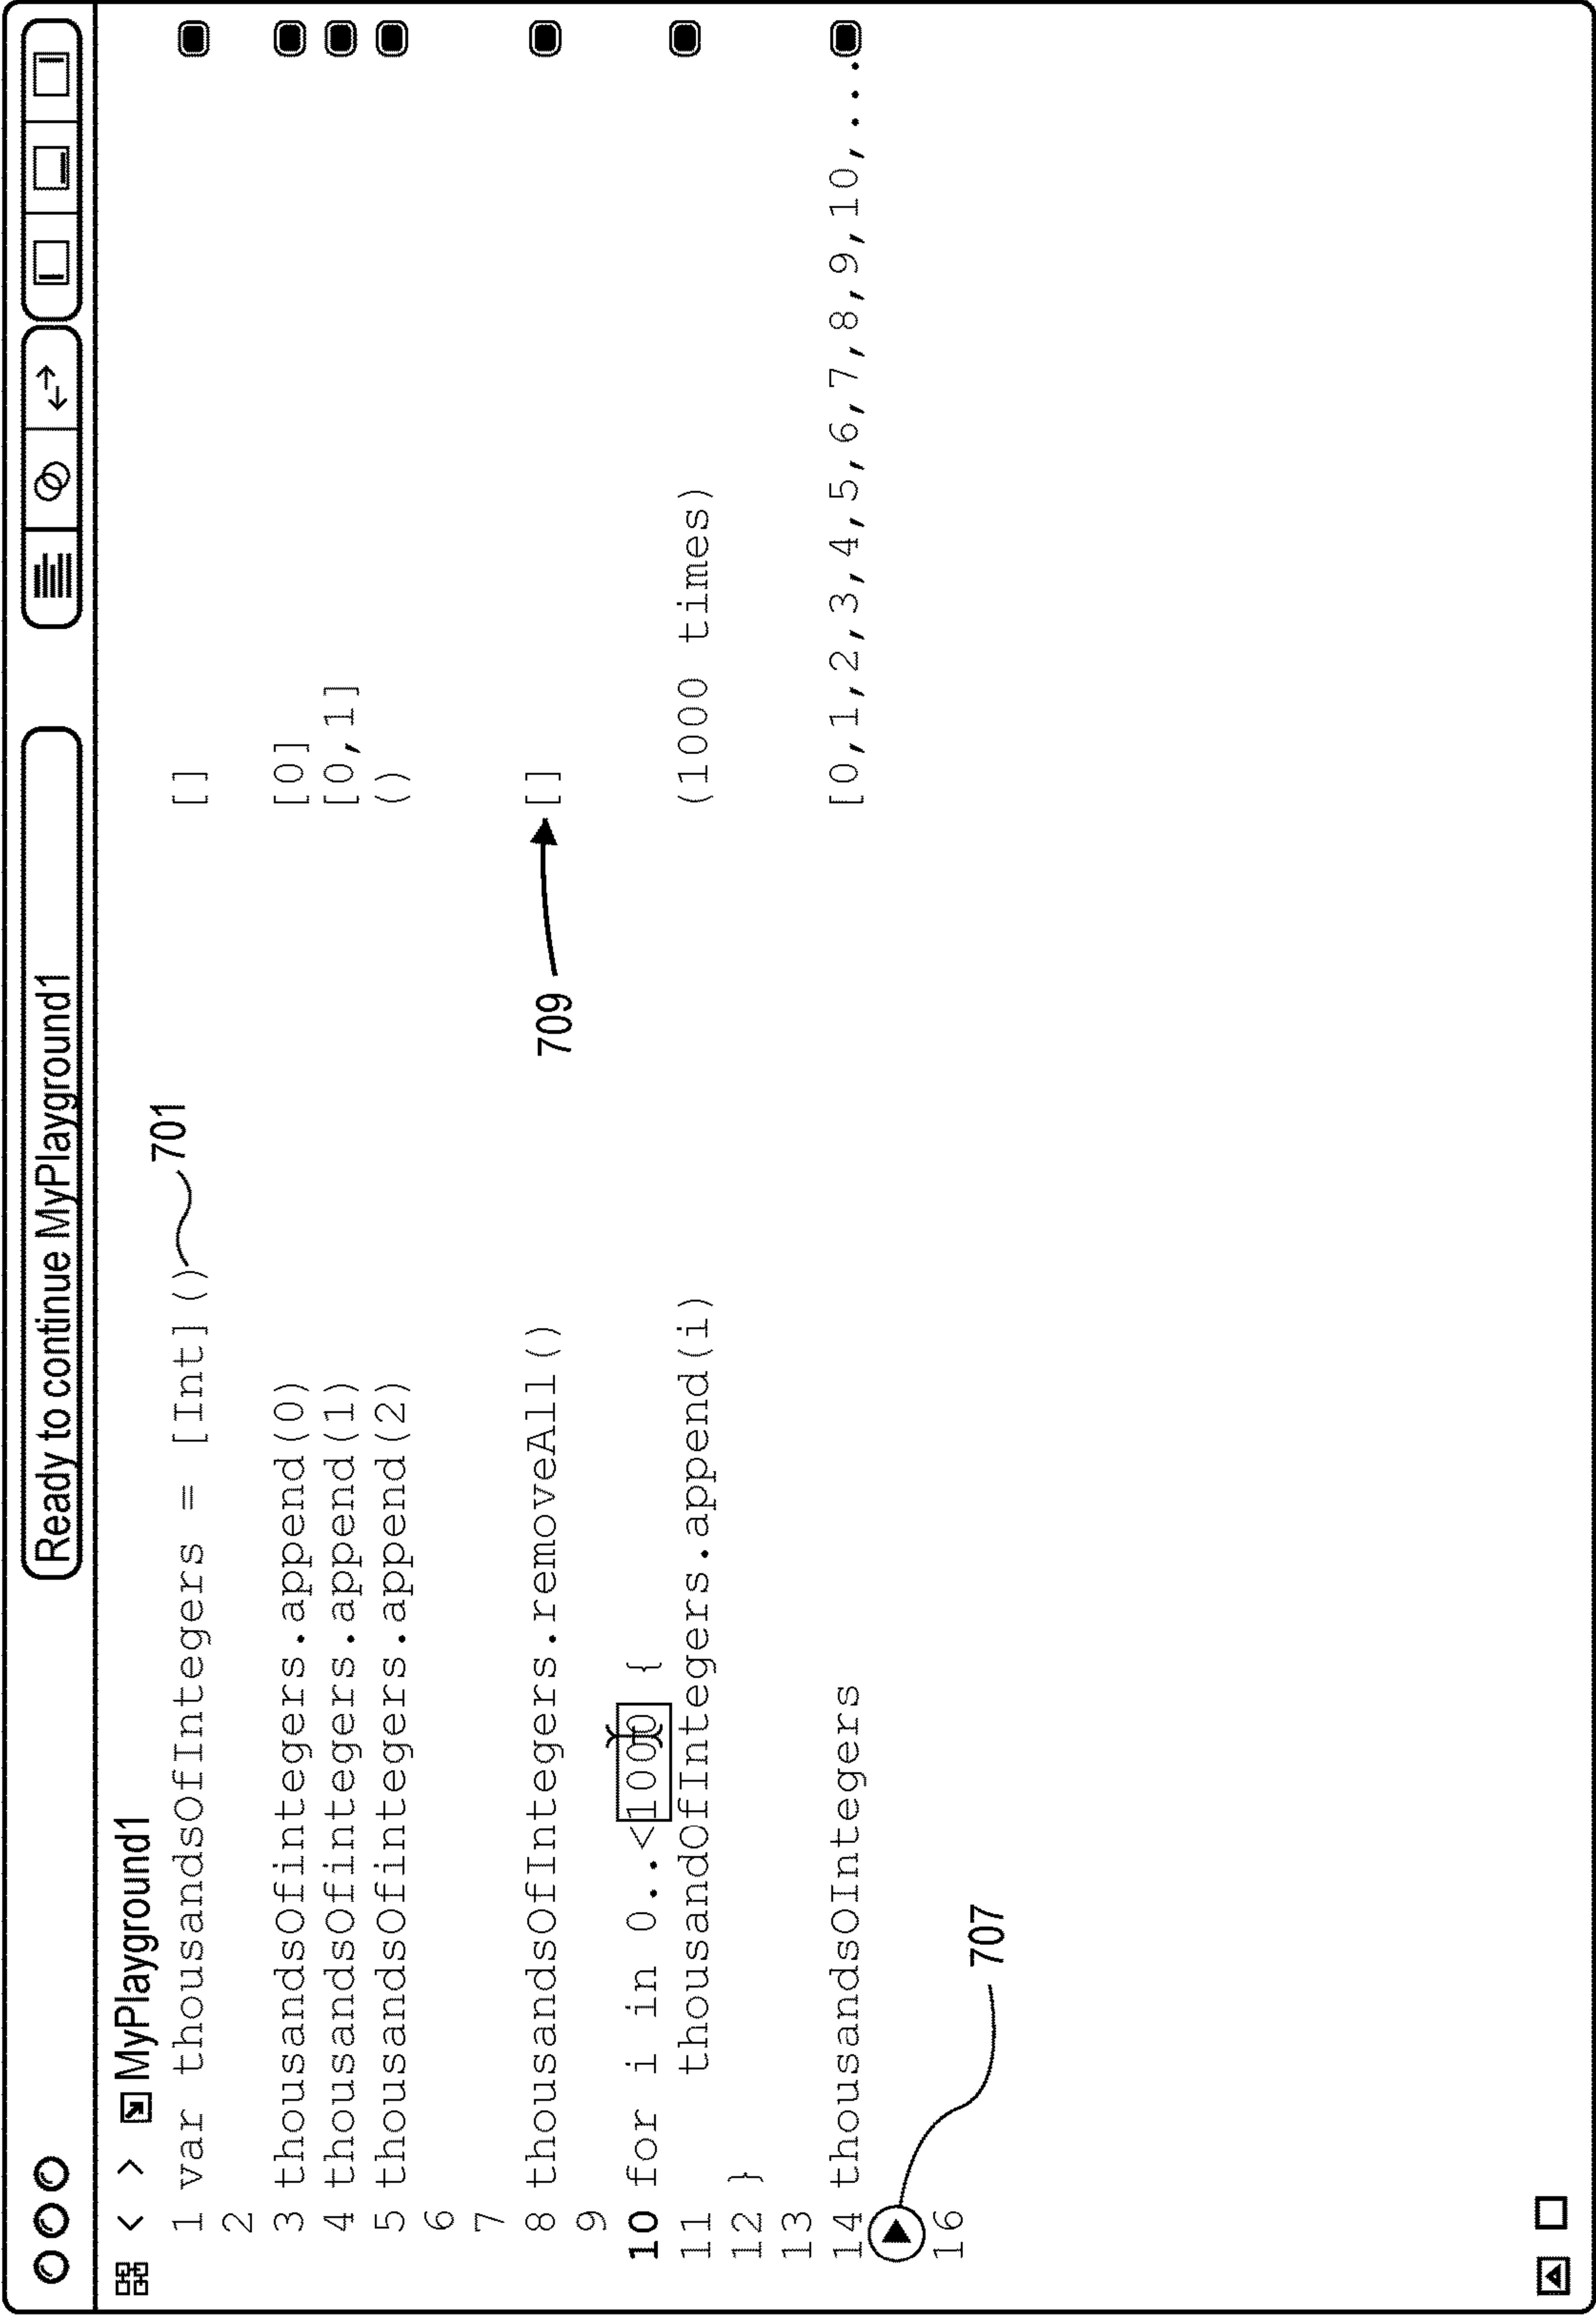 Ready to continue MyPlayground1
< > MyPlayground1
1 var thousandsOfIntegers = [Int]() 701 []
2
3 thousandsOfintegers.append(0) [0]
4 thousandsOfintegers.append(1) [0,1]
5 thousandsOfintegers.append(2) ()
6
7
8 thousandsOfIntegers.removeAll() 709 []
9
10 for i in 0..<1000 {
11 thousandOfIntegers.append(i) (1000 times)
12 }
13
14 thousandsOIntegers [0,1,2,3,4,5,6,7,8,9,10,...
707
16